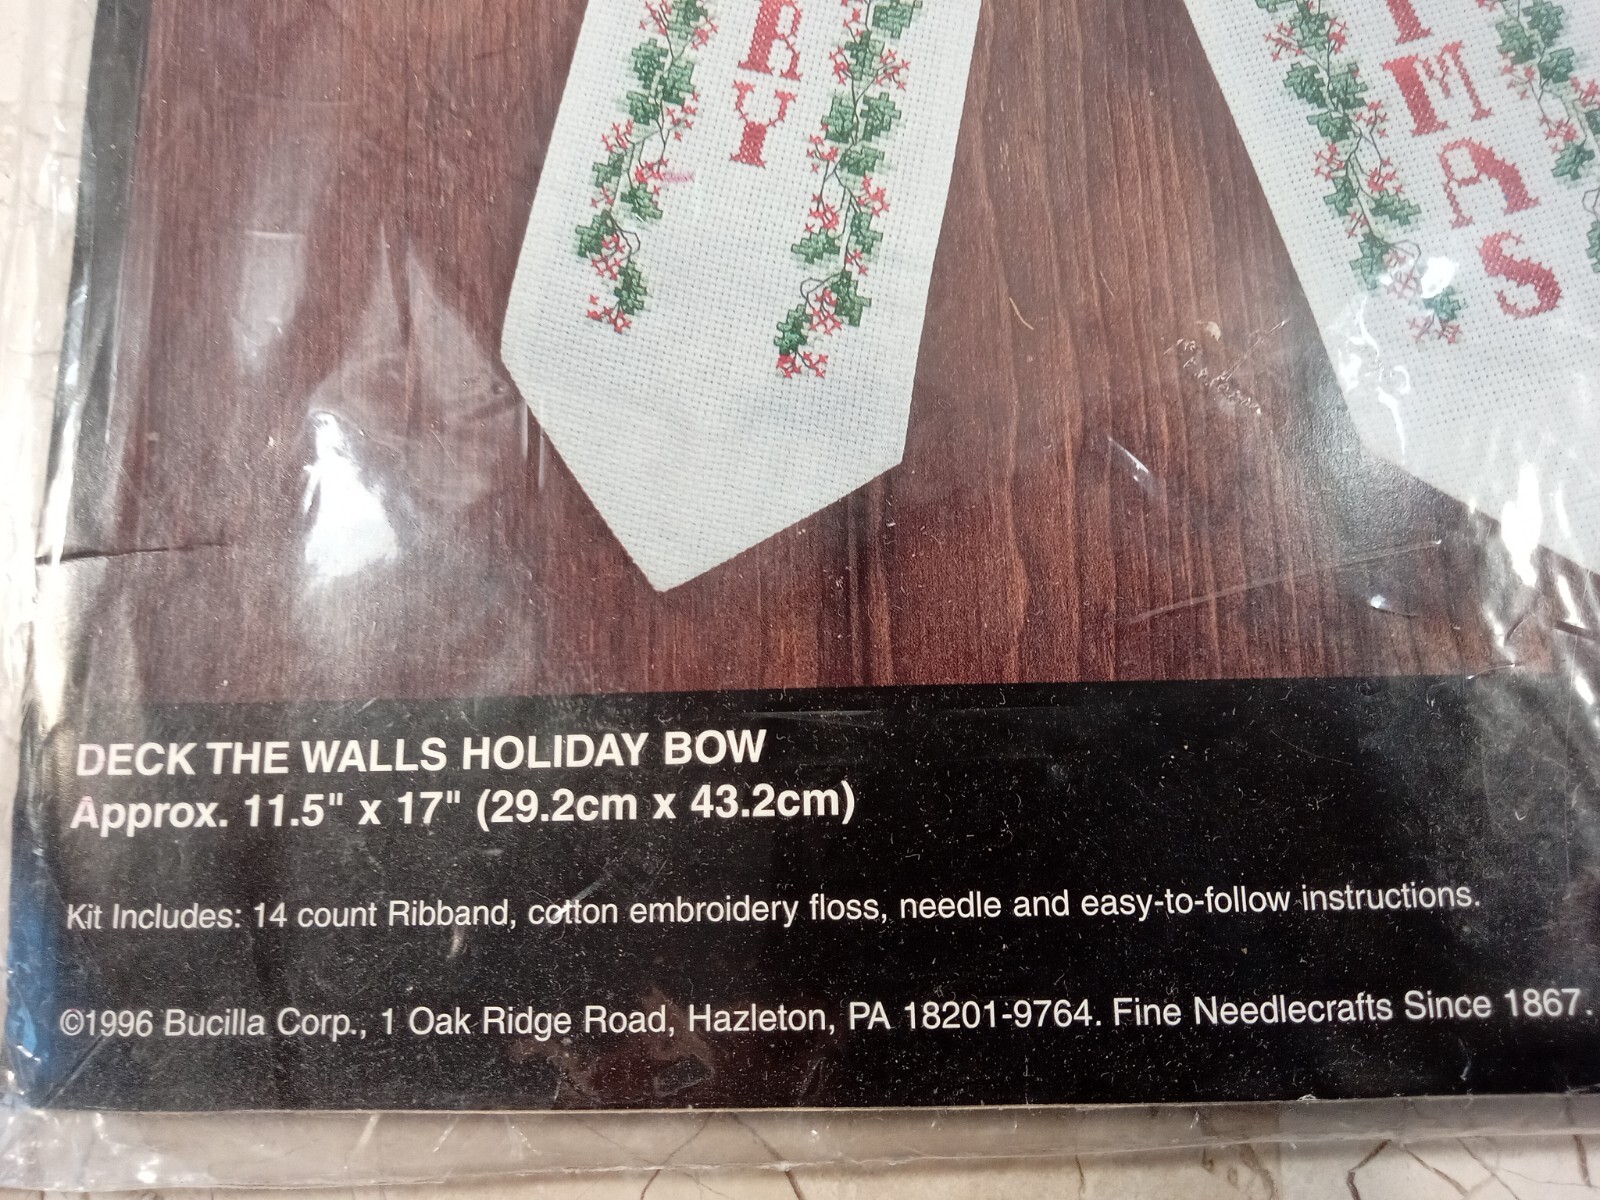 R
Y
T
M
A
S
DECK THE WALLS HOLIDAY BOW
Approx. 11.5" x 17" (29.2cm x 43.2cm)
Kit Includes: 14 count Ribband, cotton embroidery floss, needle and easy-to-follow instructions.
©1996 Bucilla Corp., 1 Oak Ridge Road, Hazleton, PA 18201-9764. Fine Needlecrafts Since 1867.